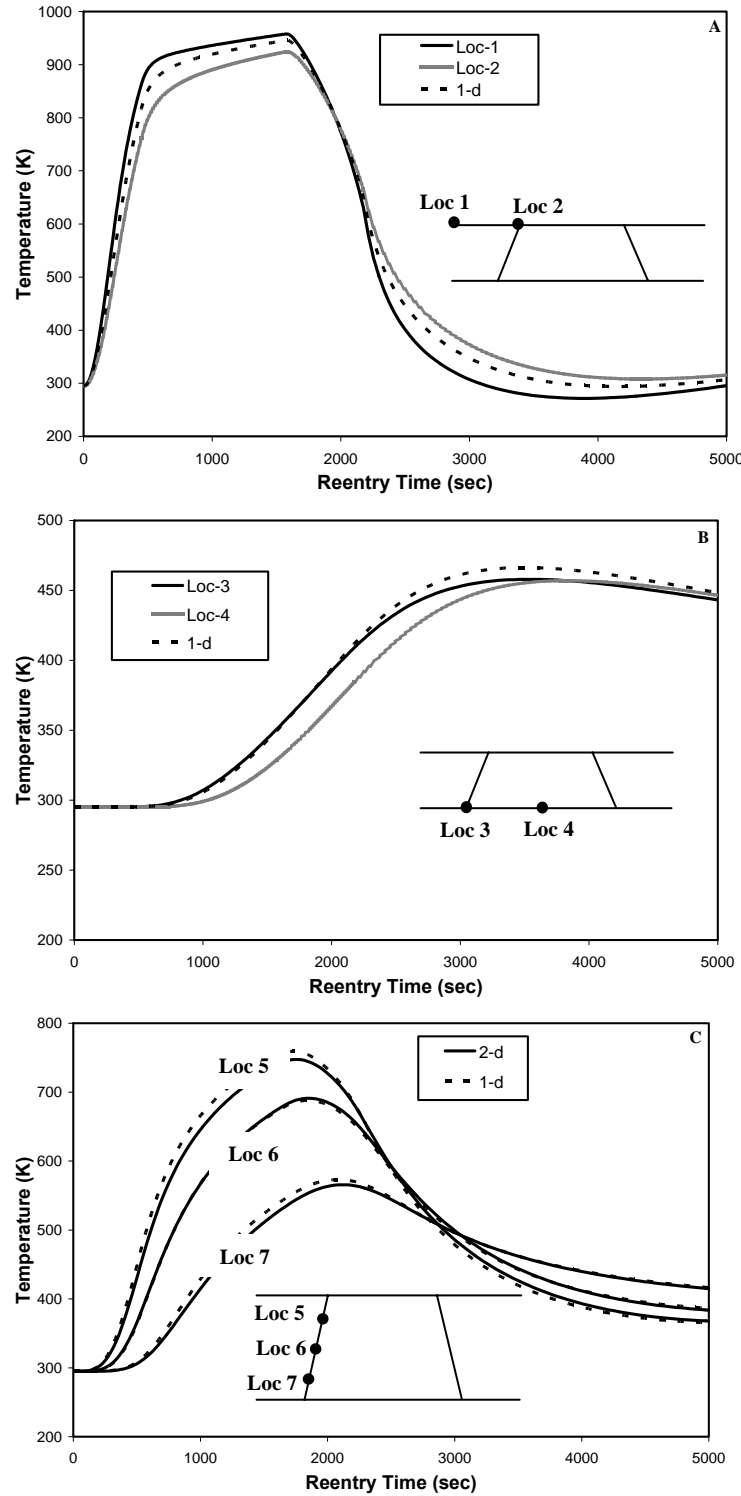 A
1000
900
800
700
600
500
400
300
200
Temperature (K)
Loc-1
Loc-2
1-d
Loc 1
Loc 2
0 1000 2000 3000 4000 5000
Reentry Time (sec)
B
500
450
400
350
300
250
200
Temperature (K)
Loc-3
Loc-4
1-d
Loc 3
Loc 4
0 1000 2000 3000 4000 5000
Reentry Time (sec)
C
800
700
600
500
400
300
200
Temperature (K)
2-d
1-d
Loc 5
Loc 6
Loc 7
Loc 5
Loc 6
Loc 7
0 1000 2000 3000 4000 5000
Reentry Time (sec)